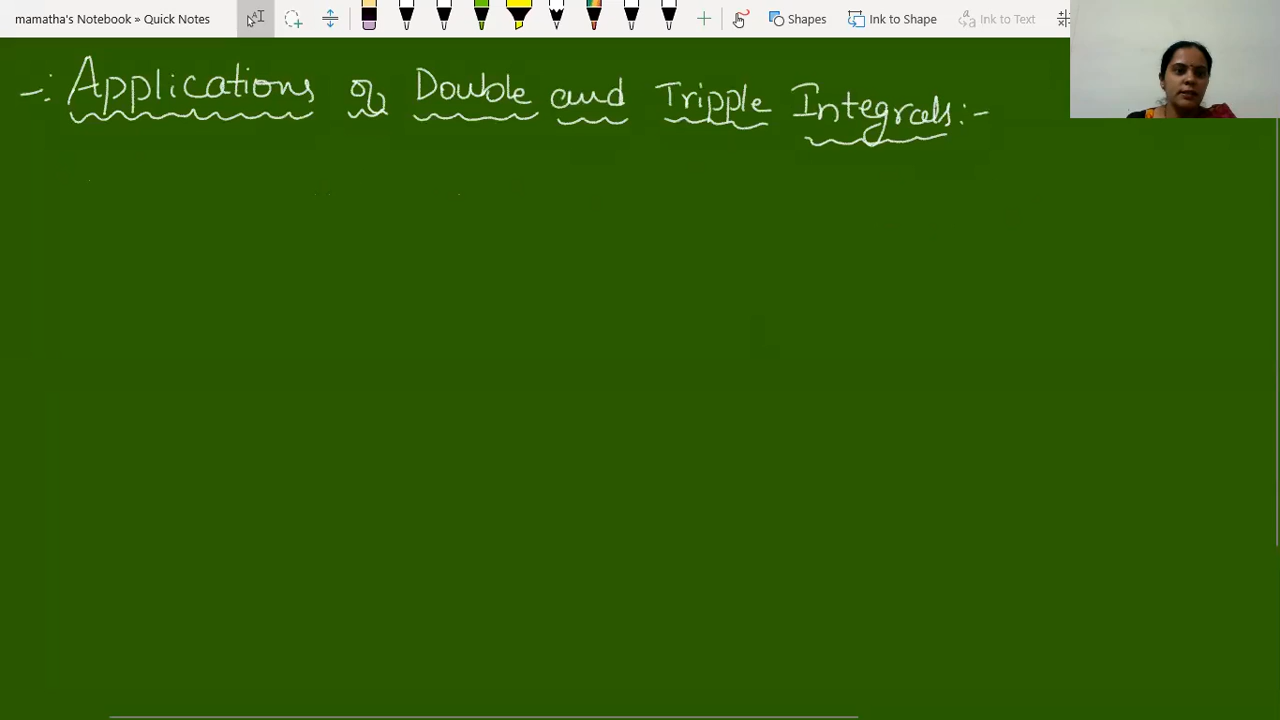 mamatha's Notebook » Quick Notes Shapes Ink to Shape Ink to Text
-: Applications of Double and Tripple Integrals:-